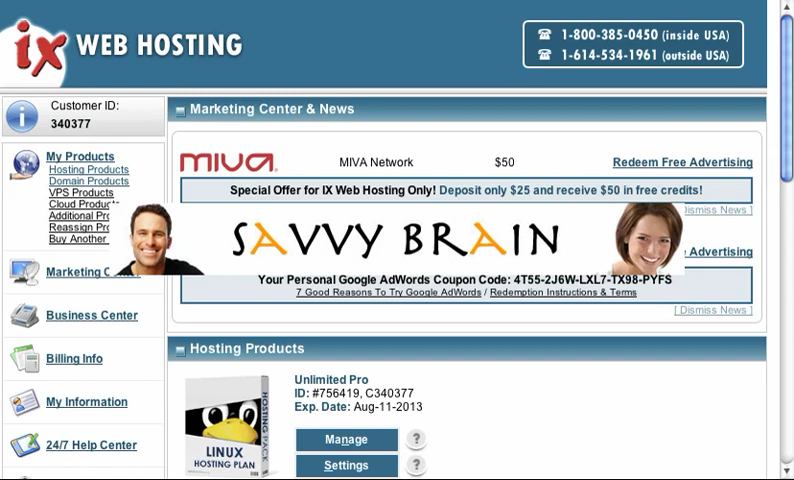 ix WEB HOSTING
1-800-385-0450 (inside USA)
1-614-534-1961 (outside USA)
Customer ID:
340377
My Products
Hosting Products
Domain Products
VPS Products
Cloud Product
Additional Pro
Reassign Pro
Buy Another
Marketing
Business Center
Billing Info
My Information
24/7 Help Center
Marketing Center & News
MIVA MIVA Network $50 Redeem Free Advertising
Special Offer for IX Web Hosting Only! Deposit only $25 and receive $50 in free credits!
Dismiss News ]
SAVVY BRAIN
Advertising
Your Personal Google AdWords Coupon Code: 4T55-2J6W-LXL7-TX98-PYFS
7 Good Reasons To Try Google AdWords / Redemption Instructions & Terms
[ Dismiss News ]
Hosting Products
LINUX
HOSTING PLAN
HOSTING PACK
Unlimited Pro
ID: #756419, C340377
Exp. Date: Aug-11-2013
Manage ?
Settings ?